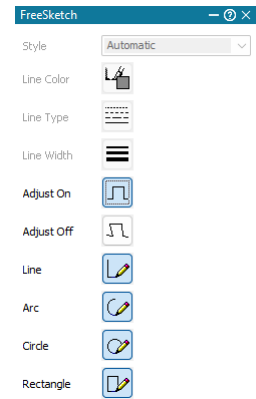 FreeSketch
Style Automatic
Line Color
Line Type
Line Width
Adjust On
Adjust Off
Line
Arc
Circle
Rectangle